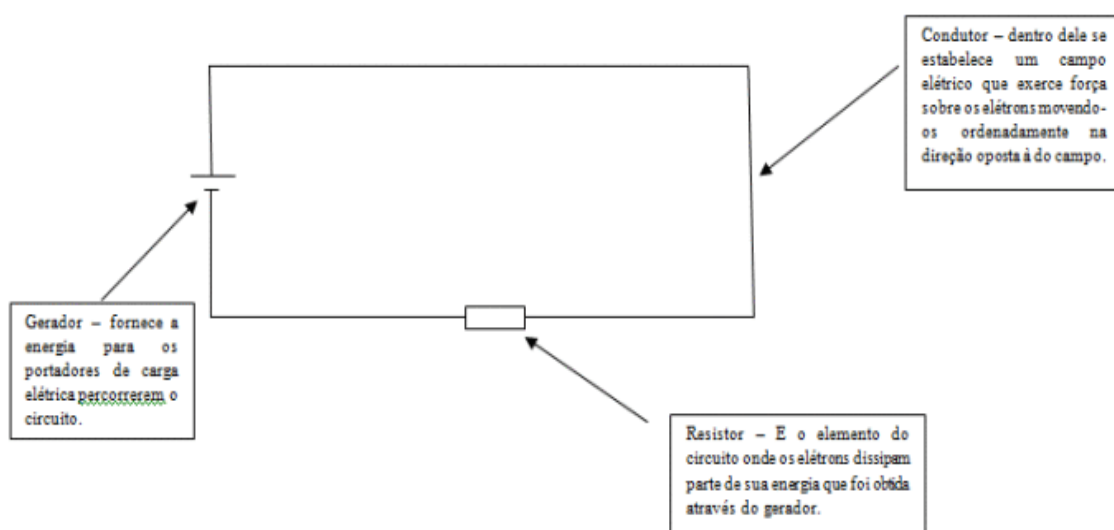 Condutor – dentro dele se
estabelece um campo
elétrico que exerce força
sobre os elétrons movendo-
os ordenadamente na
direção oposta à do campo.
Gerador – fornece a
energia para os
portadores de carga
elétrica percorrerem o
circuito.
Resistor – E o elemento do
circuito onde os elétrons dissipam
parte de sua energia que foi obtida
através do gerador.